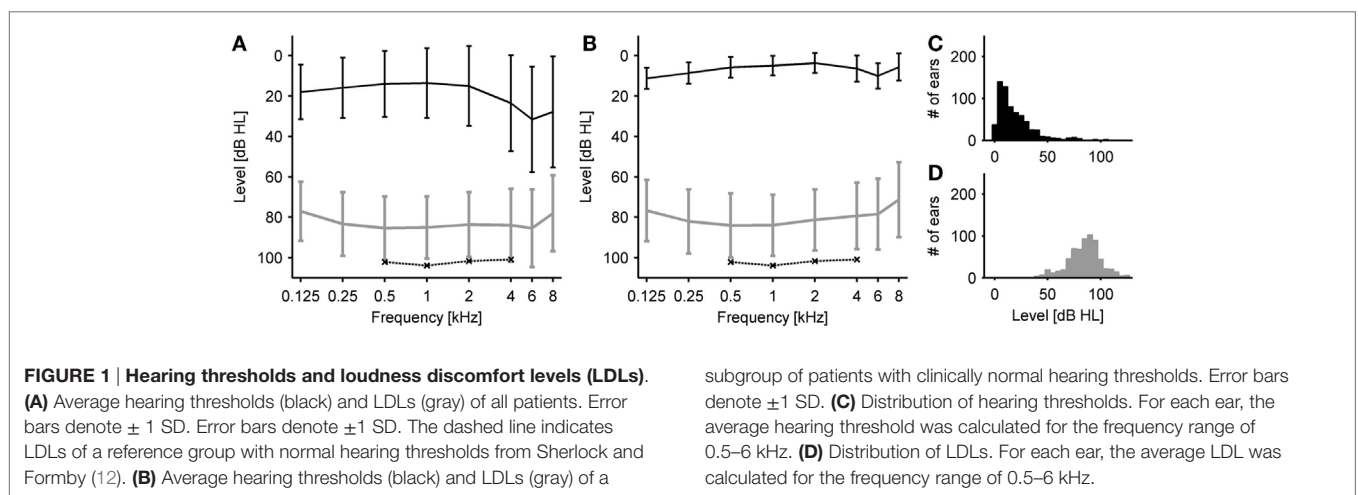 A
0
20
40
60
80
100
Level [dB HL]
0.125 0.25 0.5 1 2 4 6 8
Frequency [kHz]
B
0
20
40
60
80
100
Level [dB HL]
0.125 0.25 0.5 1 2 4 6 8
Frequency [kHz]
C
200
100
0
# of ears
0 50 100
D
200
100
0
# of ears
0 50 100
Level [dB HL]
FIGURE 1 | Hearing thresholds and loudness discomfort levels (LDLs).
(A) Average hearing thresholds (black) and LDLs (gray) of all patients. Error
bars denote ± 1 SD. Error bars denote ±1 SD. The dashed line indicates
LDLs of a reference group with normal hearing thresholds from Sherlock and
Formby (12). (B) Average hearing thresholds (black) and LDLs (gray) of a
subgroup of patients with clinically normal hearing thresholds. Error bars
denote ±1 SD. (C) Distribution of hearing thresholds. For each ear, the
average hearing threshold was calculated for the frequency range of
0.5–6 kHz. (D) Distribution of LDLs. For each ear, the average LDL was
calculated for the frequency range of 0.5–6 kHz.